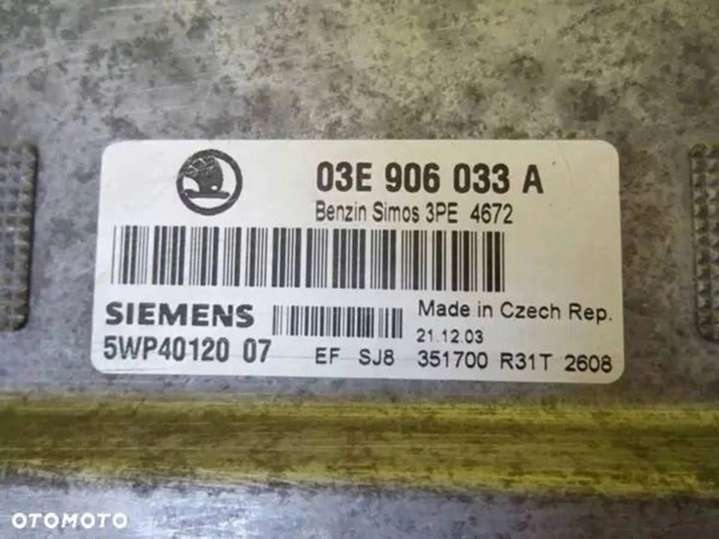 03E 906 033 A
Benzin Simos 3PE 4672
SIEMENS
Made in Czech Rep.
21.12.03
5WP40120 07 EF SJ8 351700 R31T 2608
OTOMOTO